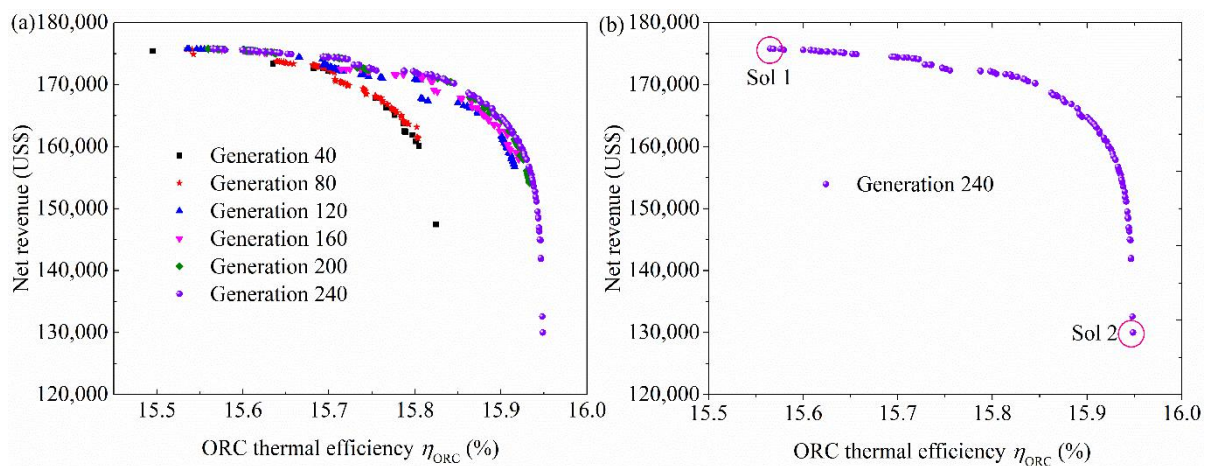 (a)
180,000
170,000
160,000
150,000
140,000
130,000
120,000
Net revenue (US$)
Generation 40
Generation 80
Generation 120
Generation 160
Generation 200
Generation 240
15.5 15.6 15.7 15.8 15.9 16.0
ORC thermal efficiency ηORC (%)
(b)
180,000
170,000
160,000
150,000
140,000
130,000
120,000
Net revenue (US$)
Sol 1
Generation 240
Sol 2
15.5 15.6 15.7 15.8 15.9 16.0
ORC thermal efficiency ηORC (%)